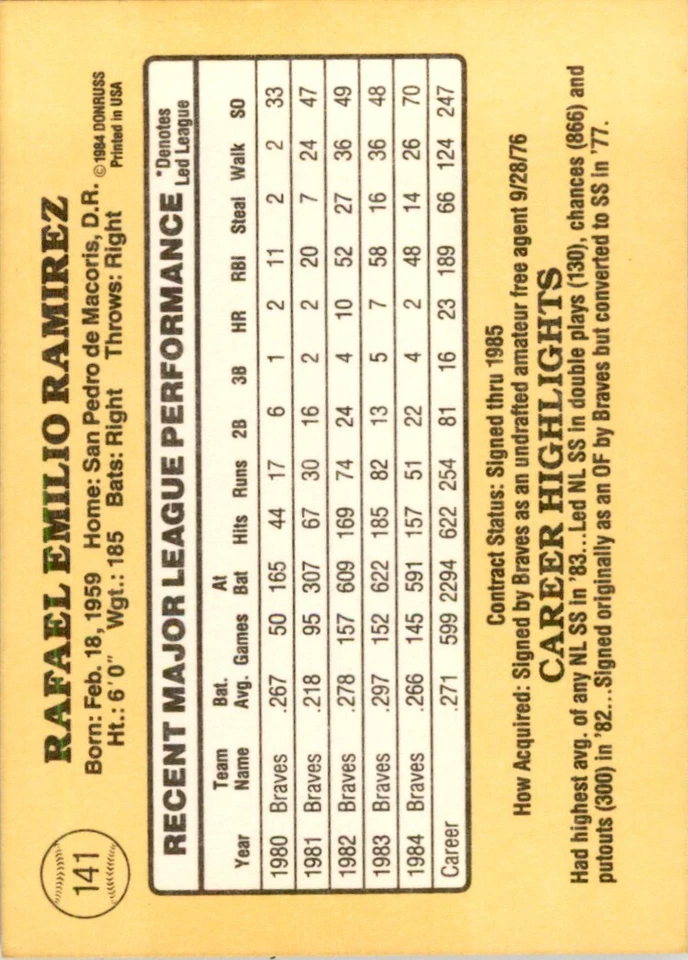 141
RAFAEL EMILIO RAMIREZ
Born: Feb. 18, 1959 Home: San Pedro de Macoris, D.R. ©1984 DONRUSS
Ht.: 6'0" Wgt.: 185 Bats: Right Throws: Right Printed in USA
RECENT MAJOR LEAGUE PERFORMANCE *Denotes
Led League
Team Bat. At
Year Name Avg. Games Bat Hits Runs 2B 3B HR RBI Steal Walk SO
1980 Braves .267 50 165 44 17 6 1 2 11 2 2 33
1981 Braves .218 95 307 67 30 16 2 2 20 7 24 47
1982 Braves .278 157 609 169 74 24 4 10 52 27 36 49
1983 Braves .297 152 622 185 82 13 5 7 58 16 36 48
1984 Braves .266 145 591 157 51 22 4 2 48 14 26 70
Career .271 599 2294 622 254 81 16 23 189 66 124 247
Contract Status: Signed thru 1985
How Acquired: Signed by Braves as an undrafted amateur free agent 9/28/76
CAREER HIGHLIGHTS
Had highest avg. of any NL SS in '83...Led NL SS in double plays (130), chances (866) and
putouts (300) in '82...Signed originally as an OF by Braves but converted to SS in '77.